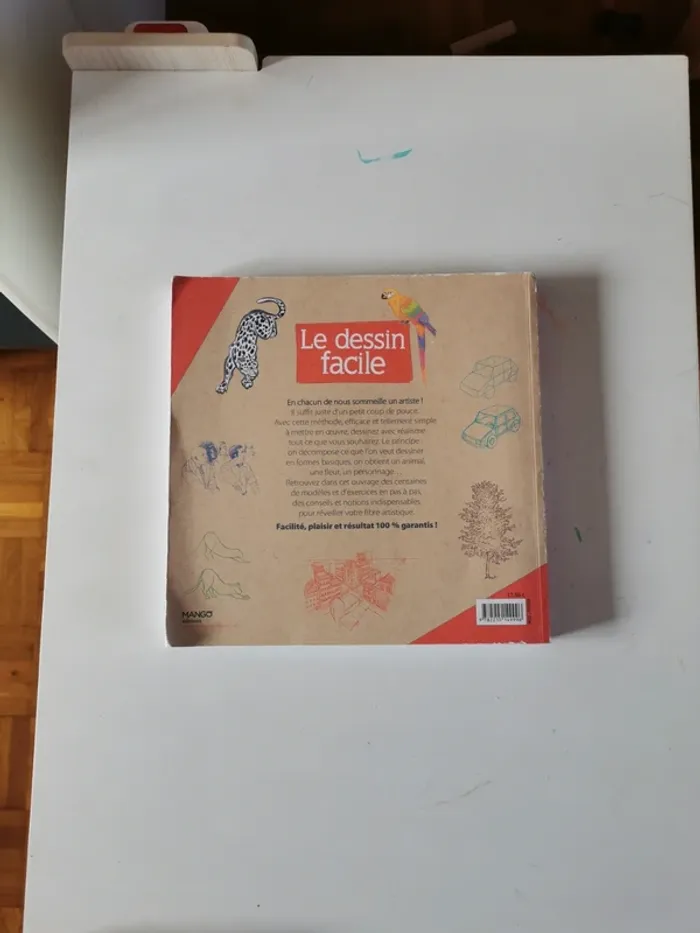 Le dessin
facile
En chacun de nous sommeille un artiste !
Il suffit juste d'un petit coup de pouce.
Avec cette méthode, efficace et tellement simple
à mettre en œuvre, dessinez avec réalisme
tout ce que vous souhaitez. Le principe :
on décompose ce que l'on veut dessiner
en formes basiques, on obtient un animal,
une fleur, un personnage...
Retrouvez dans cet ouvrage des centaines
de modèles et d'exercices en pas à pas,
des conseils et notions indispensables
pour réveiller votre fibre artistique.
Facilité, plaisir et résultat 100 % garantis !
MANGO